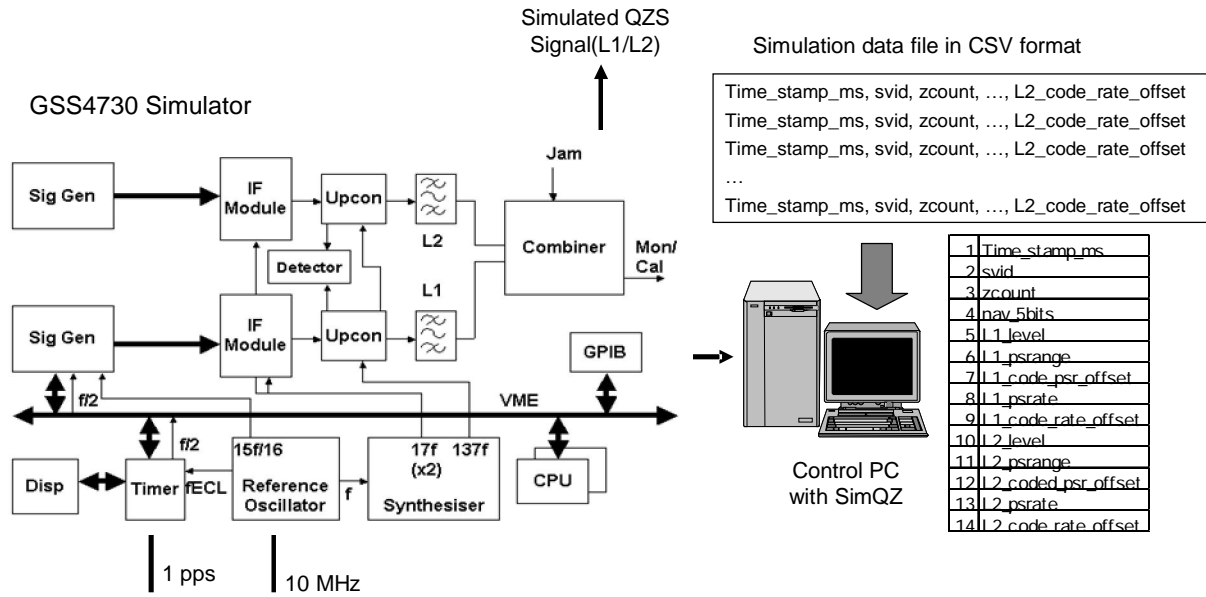 Simulated QZS
Signal(L1/L2)
Simulation data file in CSV format
GSS4730 Simulator
Time_stamp_ms, svid, zcount, …, L2_code_rate_offset
Time_stamp_ms, svid, zcount, …, L2_code_rate_offset
Time_stamp_ms, svid, zcount, …, L2_code_rate_offset
…
Time_stamp_ms, svid, zcount, …, L2_code_rate_offset
Jam
Sig Gen
IF
Module
Upcon
L2
Combiner
Mon/
Cal
Detector
L1
Sig Gen
IF
Module
Upcon
GPIB
f/2
VME
f/2
15f/16
17f
(x2)
137f
Disp
Timer
fECL
Reference
Oscillator
f
Synthesiser
CPU
1 pps
10 MHz
Control PC
with SimQZ
1 Time_stamp_ms
2 svid
3 zcount
4 nav_5bits
5 L1_level
6 L1_psrange
7 L1_code_psr_offset
8 L1_psrate
9 L1_code_rate_offset
10 L2_level
11 L2_psrange
12 L2_coded_psr_offset
13 L2_psrate
14 L2_code_rate_offset